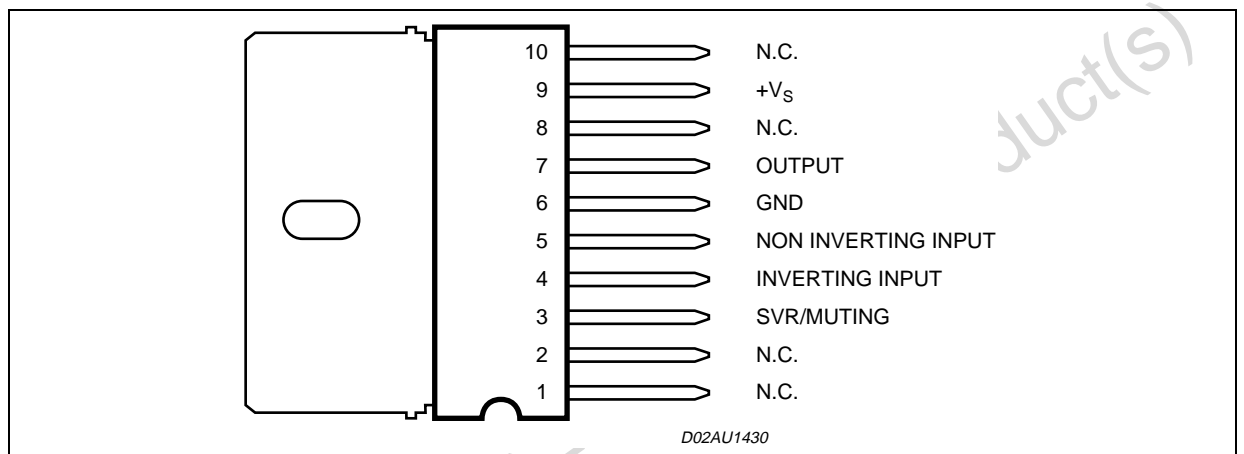 10 N.C.
9 +VS
8 N.C.
7 OUTPUT
6 GND
5 NON INVERTING INPUT
4 INVERTING INPUT
3 SVR/MUTING
2 N.C.
1 N.C.
D02AU1430
duct(s)